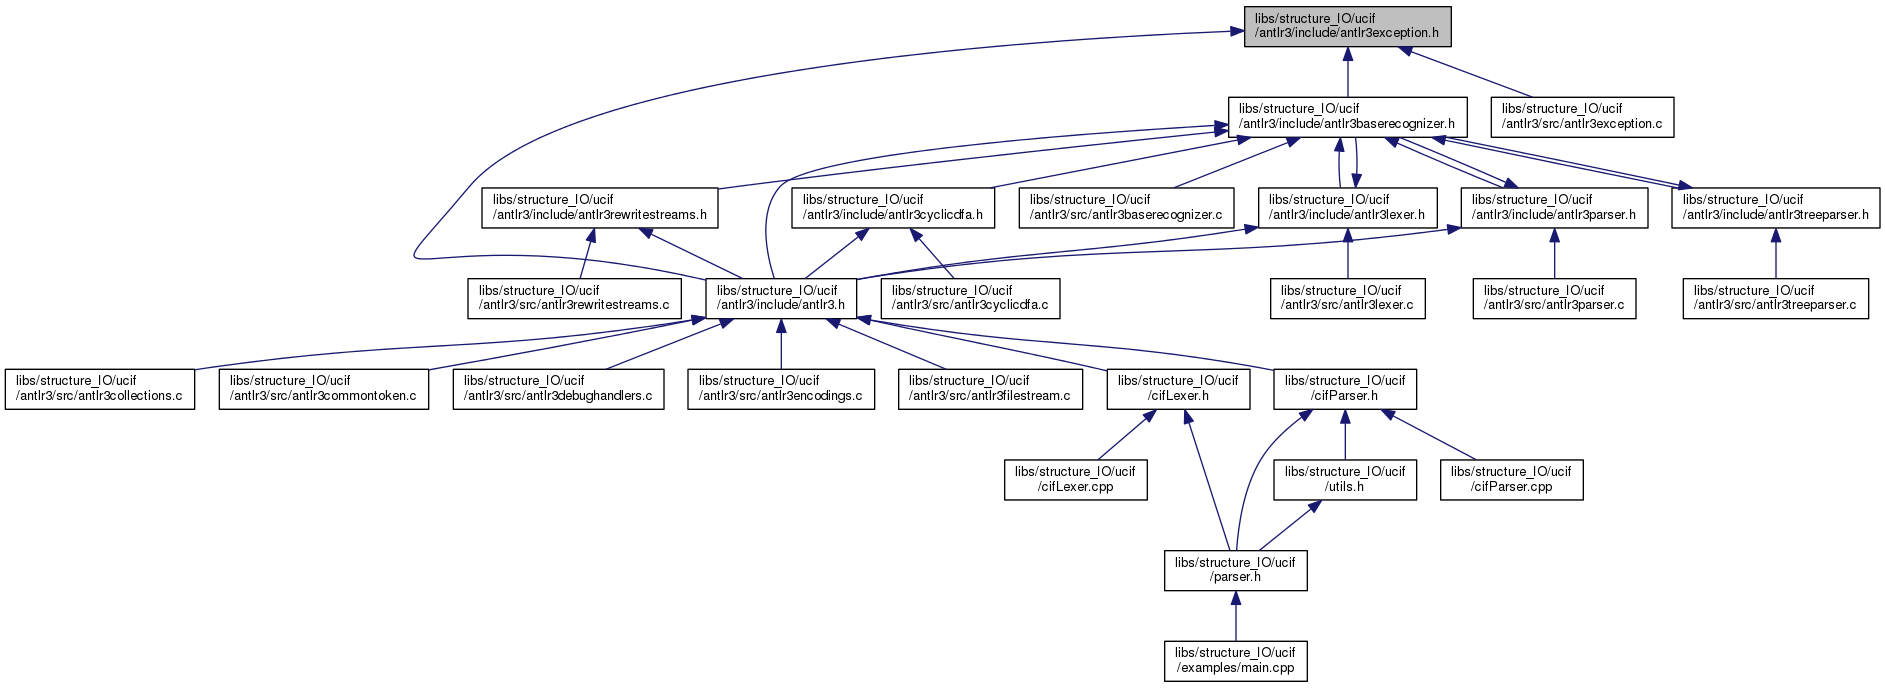 libs/structure_IO/ucif
/antlr3/include/antlr3exception.h
libs/structure_IO/ucif
/antlr3/include/antlr3baserecognizer.h
libs/structure_IO/ucif
/antlr3/src/antlr3exception.c
libs/structure_IO/ucif
/antlr3/include/antlr3rewritestreams.h
libs/structure_IO/ucif
/antlr3/include/antlr3cyclicdfa.h
libs/structure_IO/ucif
/antlr3/src/antlr3baserecognizer.c
libs/structure_IO/ucif
/antlr3/include/antlr3lexer.h
libs/structure_IO/ucif
/antlr3/include/antlr3parser.h
libs/structure_IO/ucif
/antlr3/include/antlr3treeparser.h
libs/structure_IO/ucif
/antlr3/src/antlr3rewritestreams.c
libs/structure_IO/ucif
/antlr3/include/antlr3.h
libs/structure_IO/ucif
/antlr3/src/antlr3cyclicdfa.c
libs/structure_IO/ucif
/antlr3/src/antlr3lexer.c
libs/structure_IO/ucif
/antlr3/src/antlr3parser.c
libs/structure_IO/ucif
/antlr3/src/antlr3treeparser.c
libs/structure_IO/ucif
/antlr3/src/antlr3collections.c
libs/structure_IO/ucif
/antlr3/src/antlr3commontoken.c
libs/structure_IO/ucif
/antlr3/src/antlr3debughandlers.c
libs/structure_IO/ucif
/antlr3/src/antlr3encodings.c
libs/structure_IO/ucif
/antlr3/src/antlr3filestream.c
libs/structure_IO/ucif
/cifLexer.h
libs/structure_IO/ucif
/cifParser.h
libs/structure_IO/ucif
/cifLexer.cpp
libs/structure_IO/ucif
/utils.h
libs/structure_IO/ucif
/cifParser.cpp
libs/structure_IO/ucif
/parser.h
libs/structure_IO/ucif
/examples/main.cpp